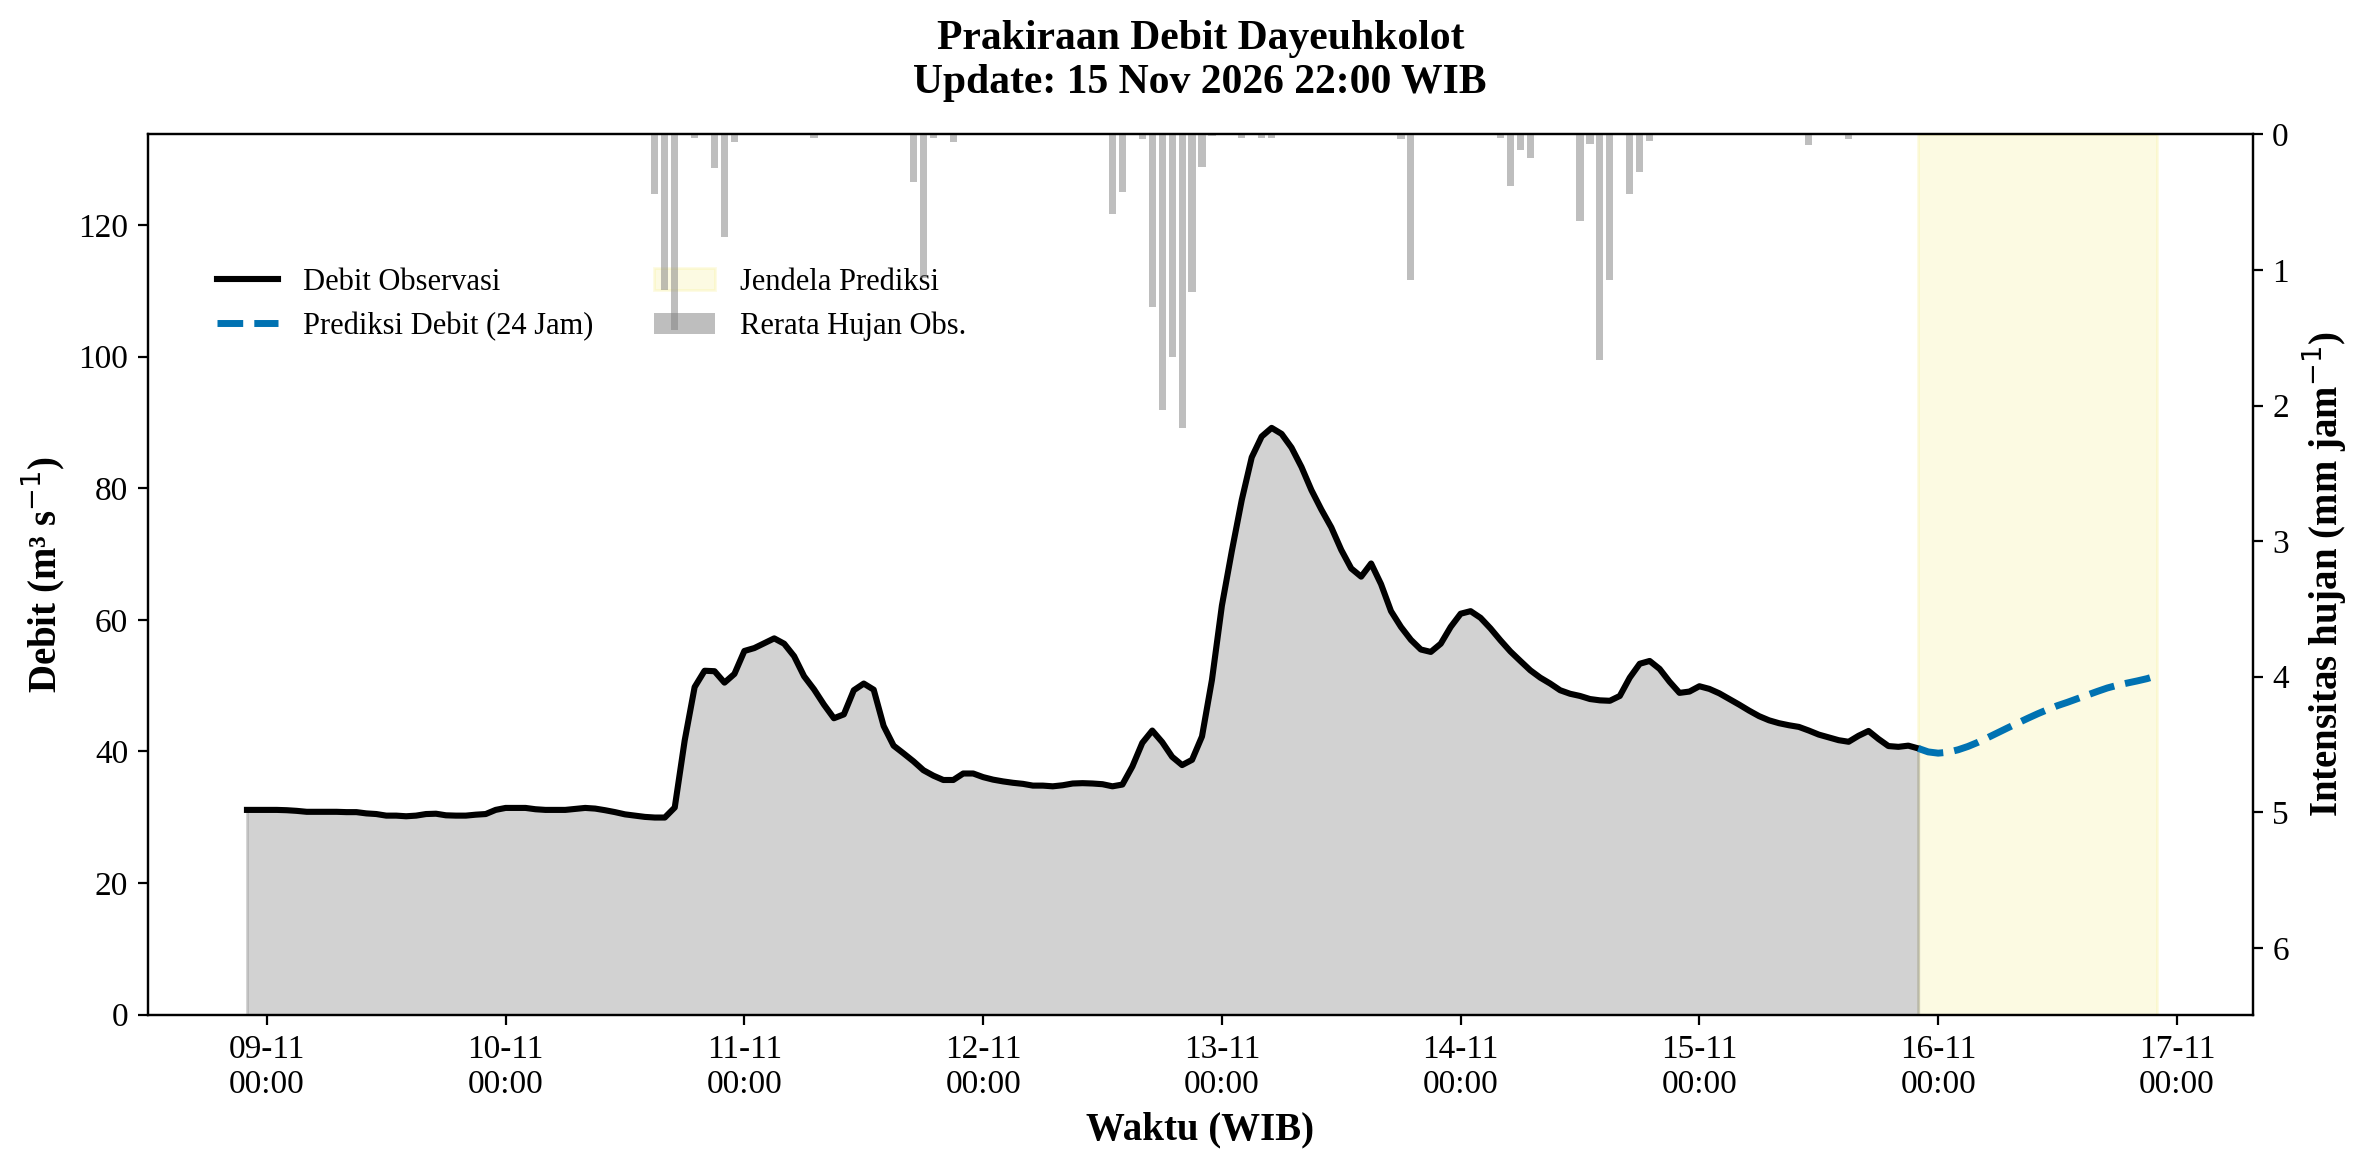 Prakiraan Debit Dayeuhkolot
Update: 15 Nov 2026 22:00 WIB
Debit (m³ s⁻¹)
0
20
40
60
80
100
120
Debit Observasi
Prediksi Debit (24 Jam)
Jendela Prediksi
Rerata Hujan Obs.
0
1
2
3
4
5
6
Intensitas hujan (mm jam⁻¹)
09-11 10-11 11-11 12-11 13-11 14-11 15-11 16-11 17-11
00:00 00:00 00:00 00:00 00:00 00:00 00:00 00:00 00:00
Waktu (WIB)